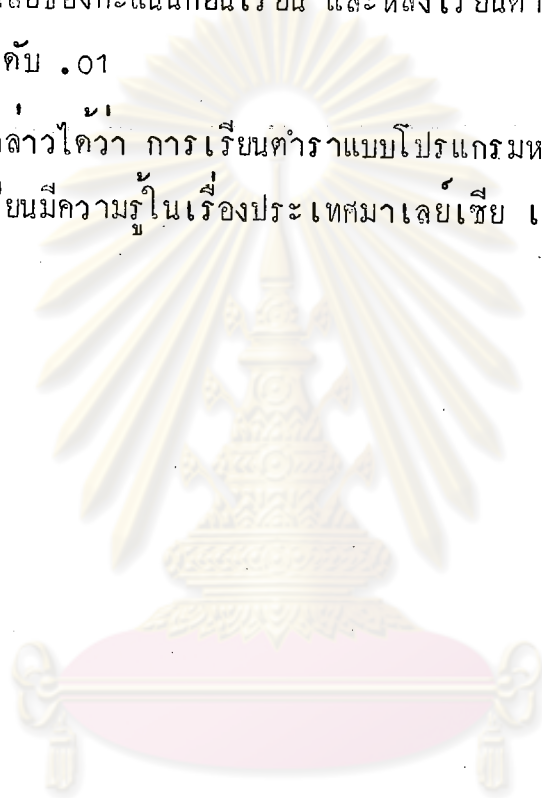 ของคะแนนก่อนเรียน และหลังเรียนตำ
ดับ .01
ล่าวได้ว่า การเรียนตำราแบบโปรแกรมห
ยนมีความรู้ในเรื่องประเทศมาเลย์เซีย เ